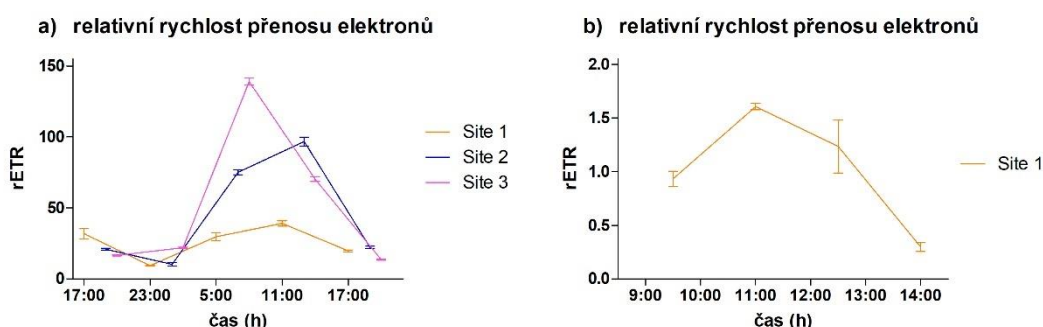 a) relativní rychlost přenosu elektronů
rETR
150
100
50
0
17:00 23:00 5:00 11:00 17:00
čas (h)
Site 1
Site 2
Site 3
b) relativní rychlost přenosu elektronů
rETR
2.0
1.5
1.0
0.5
0.0
9:00 10:00 11:00 12:00 13:00 14:00
čas (h)
Site 1